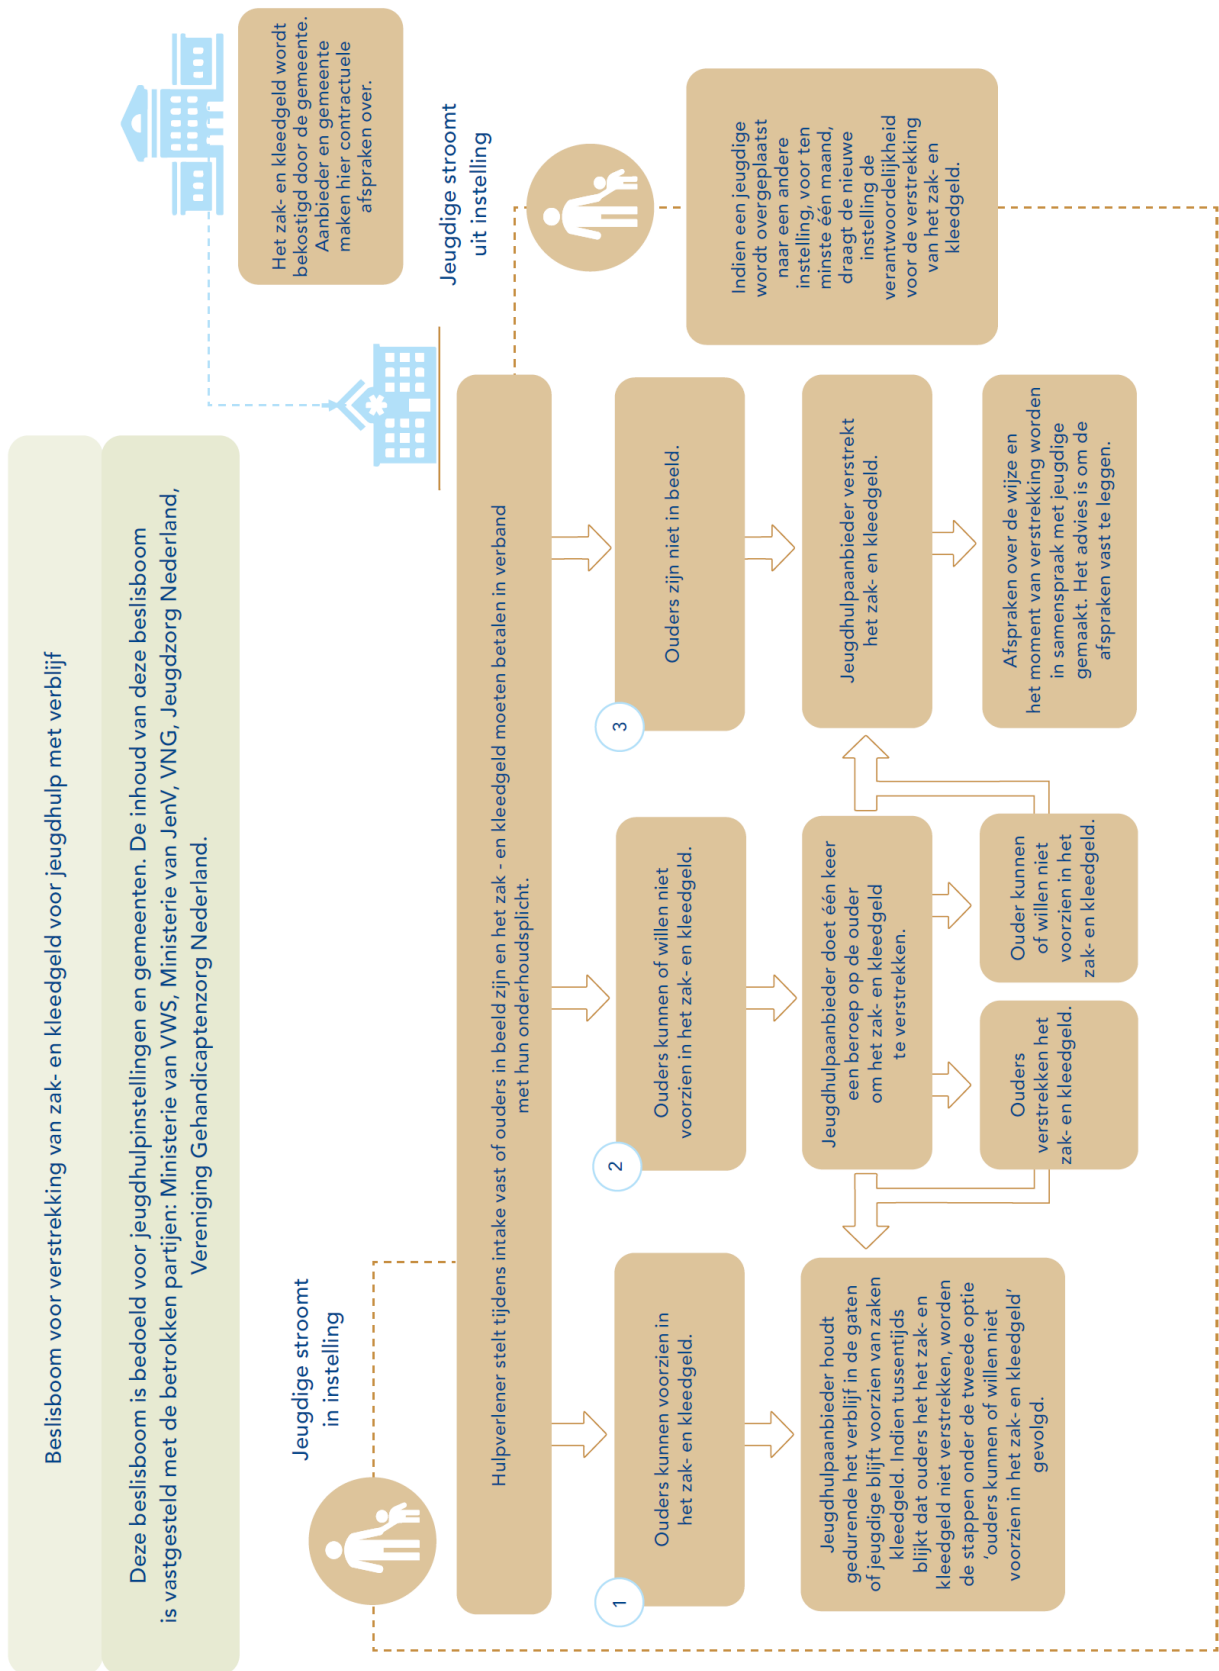 Beslisboom voor verstrekking van zak- en kleedgeld voor jeugdhulp met verblijf
Deze beslisboom is bedoeld voor jeugdhulpinstellingen en gemeenten. De inhoud van deze beslisboom
is vastgesteld met de betrokken partijen: Ministerie van VWS, Ministerie van JenV, VNG, Jeugdzorg Nederland,
Vereniging Gehandicaptenzorg Nederland.
Het zak- en kleedgeld wordt
bekostigd door de gemeente.
Aanbieder en gemeente
maken hier contractuele
afspraken over.
Jeugdige stroomt
in instelling
Jeugdige stroomt
uit instelling
Hulpverlener stelt tijdens intake vast of ouders in beeld zijn en het zak - en kleedgeld moeten betalen in verband
met hun onderhoudsplicht.
1
Ouders kunnen voorzien in
het zak- en kleedgeld.
Jeugdhulpaanbieder houdt
gedurende het verblijf in de gaten
of jeugdige blijft voorzien van zaken
kleedgeld. Indien tussentijds
blijkt dat ouders het het zak- en
kleedgeld niet verstrekken, worden
de stappen onder de tweede optie
‘ouders kunnen of willen niet
voorzien in het zak- en kleedgeld’
gevolgd.
2
Ouders kunnen of willen niet
voorzien in het zak- en kleedgeld.
Jeugdhulpaanbieder doet één keer
een beroep op de ouder
om het zak- en kleedgeld
te verstrekken.
Ouders
verstrekken het
zak- en kleedgeld.
Ouder kunnen
of willen niet
voorzien in het
zak- en kleedgeld.
3
Ouders zijn niet in beeld.
Jeugdhulpaanbieder verstrekt
het zak- en kleedgeld.
Afspraken over de wijze en
het moment van verstrekking worden
in samenspraak met jeugdige
gemaakt. Het advies is om de
afspraken vast te leggen.
Indien een jeugdige
wordt overgeplaatst
naar een andere
instelling, voor ten
minste één maand,
draagt de nieuwe
instelling de
verantwoordelijkheid
voor de verstrekking
van het zak- en
kleedgeld.